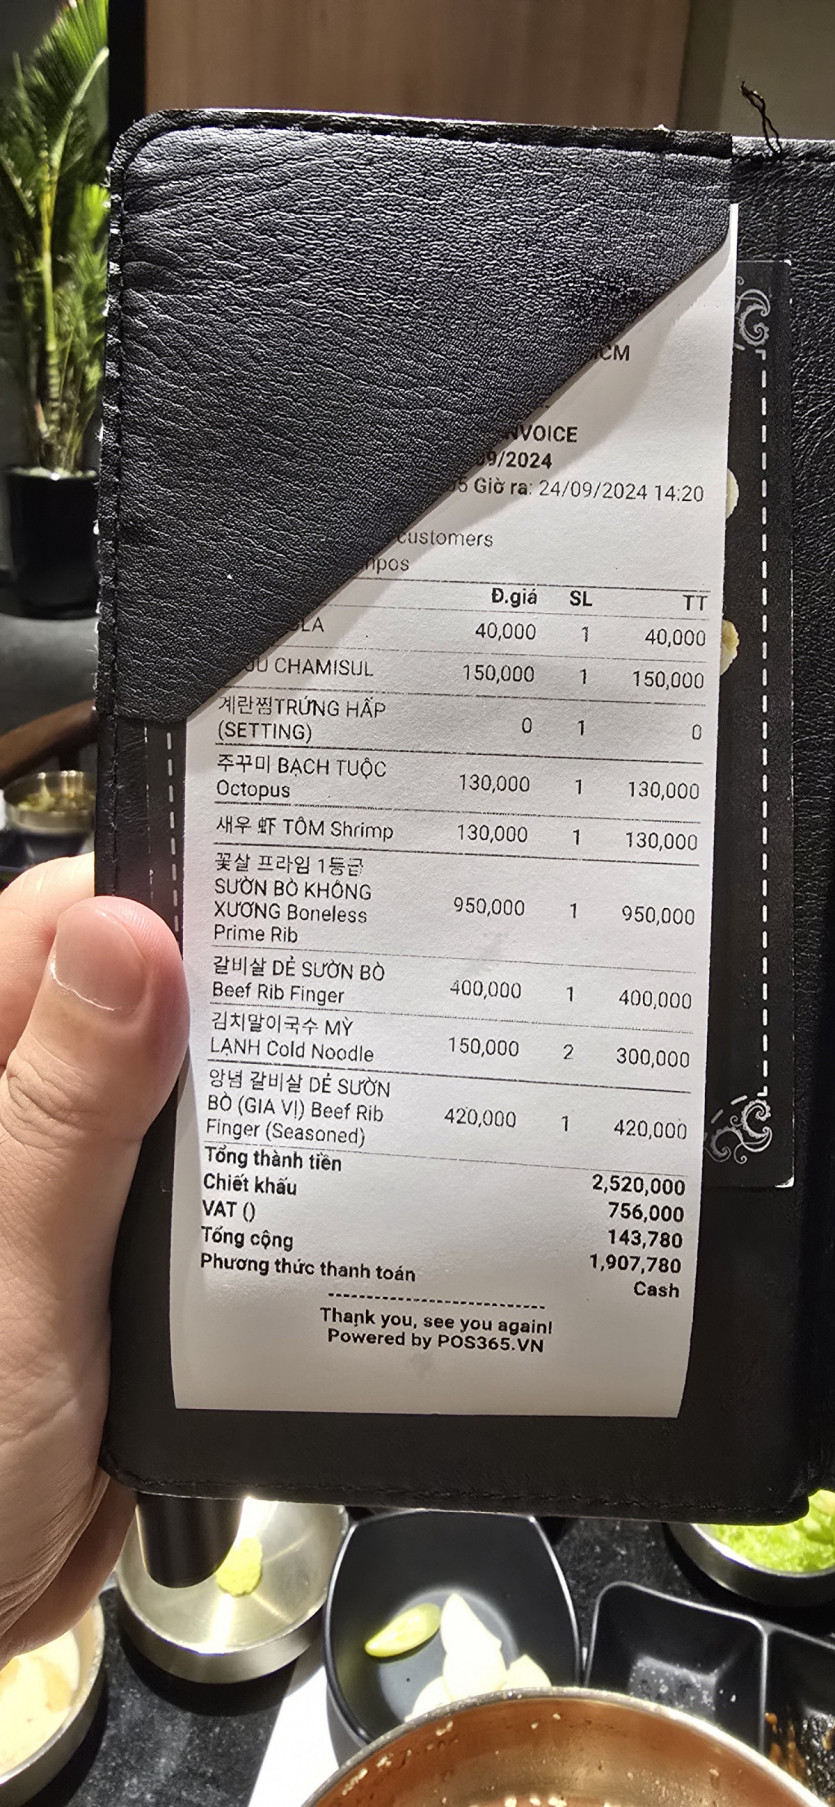 CM
NVOICE
09/2024
5 Giờ ra: 24/09/2024 14:20
customers
npos
Đ.giá SL TT
LA 40,000 1 40,000
JU CHAMISUL 150,000 1 150,000
계란찜TRỨNG HẤP
(SETTING) 0 1 0
주꾸미 BẠCH TUỘC
Octopus 130,000 1 130,000
새우 虾 TÔM Shrimp 130,000 1 130,000
꽃살 프라임 1등급
SƯỜN BÒ KHÔNG
XƯƠNG Boneless 950,000 1 950,000
Prime Rib
갈비살 DẺ SƯỜN BÒ
Beef Rib Finger 400,000 1 400,000
김치말이국수 MỲ
LẠNH Cold Noodle 150,000 2 300,000
양념 갈비살 DẺ SƯỜN
BÒ (GIA VỊ) Beef Rib 420,000 1 420,000
Finger (Seasoned)
Tổng thành tiền 2,520,000
Chiết khấu 756,000
VAT () 143,780
Tổng cộng 1,907,780
Phương thức thanh toán Cash
Thank you, see you again!
Powered by POS365.VN